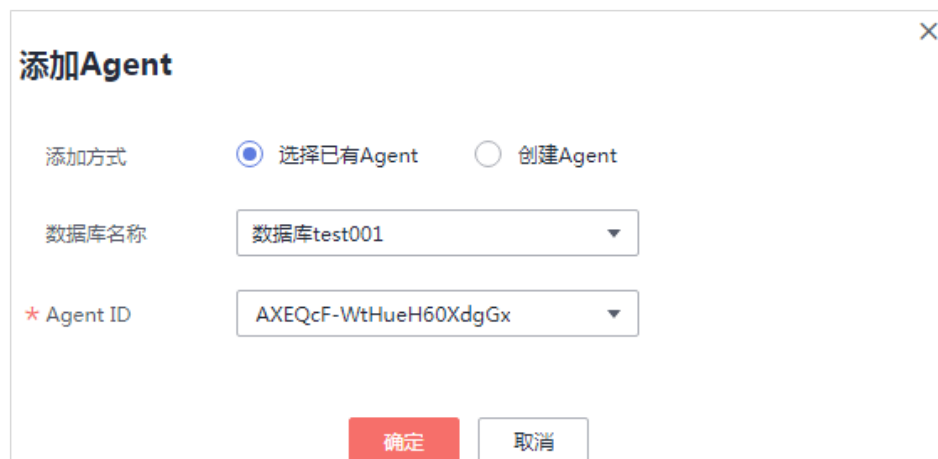 添加Agent
添加方式 选择已有Agent 创建Agent
数据库名称 数据库test001
* Agent ID AXEQcF-WtHueH60XdgGx
确定 取消